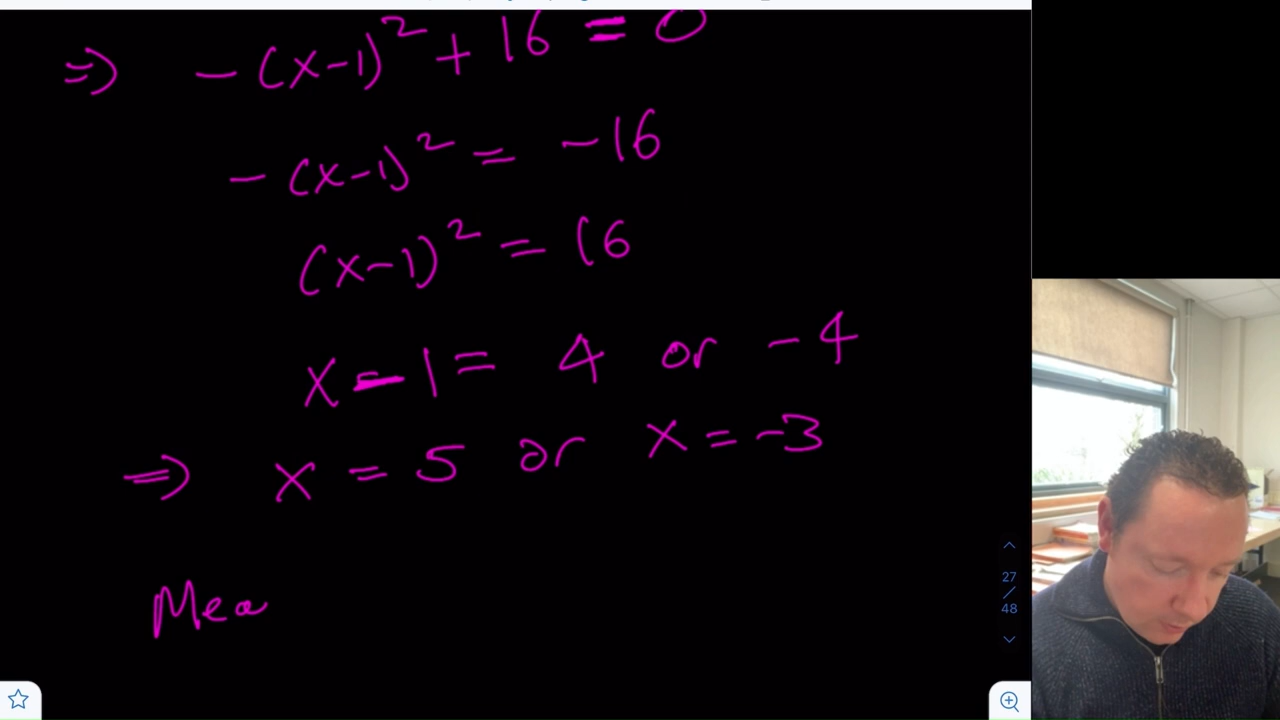 => -(x-1)² + 16 = 0
-(x-1)² = -16
(x-1)² = 16
x-1 = 4 or -4
=> x = 5 or x = -3
Mea
27
/
48